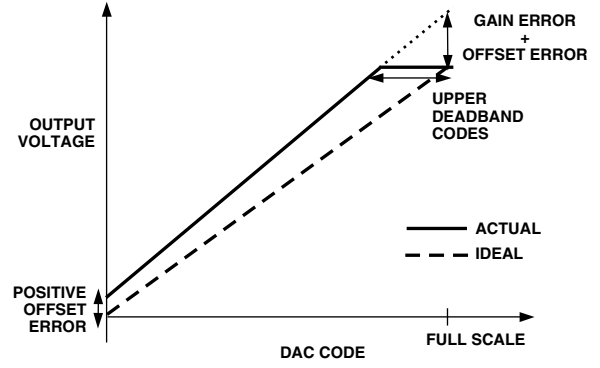 GAIN ERROR
+
OFFSET ERROR
UPPER
DEADBAND
CODES
OUTPUT
VOLTAGE
ACTUAL
IDEAL
POSITIVE
OFFSET
ERROR
FULL SCALE
DAC CODE